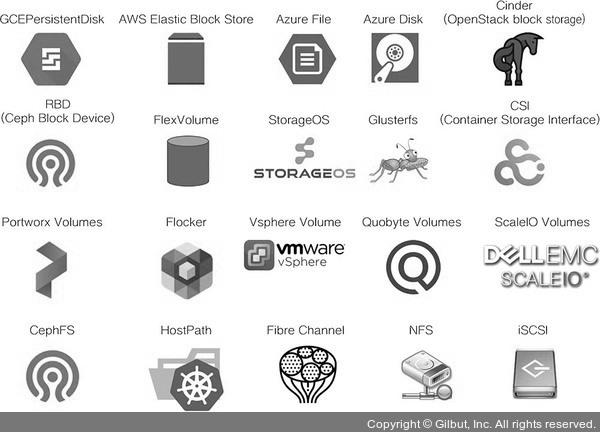 GCEPersistentDisk
AWS Elastic Block Store
Azure File
Azure Disk
Cinder
(OpenStack block storage)
RBD
(Ceph Block Device)
FlexVolume
StorageOS
STORAGEOS
Glusterfs
CSI
(Container Storage Interface)
Portworx Volumes
Flocker
Vsphere Volume
vmware
vSphere
Quobyte Volumes
ScaleIO Volumes
DELLEMC
SCALEIO®
CephFS
HostPath
Fibre Channel
NFS
iSCSI
Copyright © Gilbut, Inc. All rights reserved.